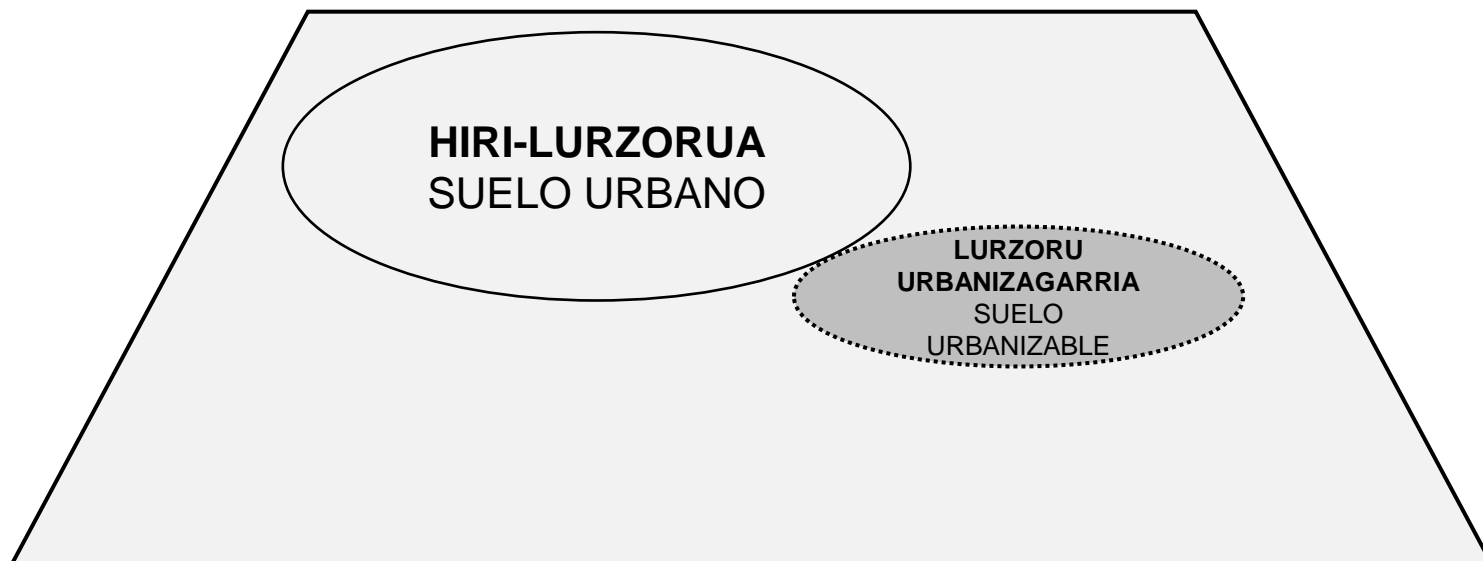 HIRI-LURZORUA
SUELO URBANO
LURZORU
URBANIZAGARRIA
SUELO
URBANIZABLE